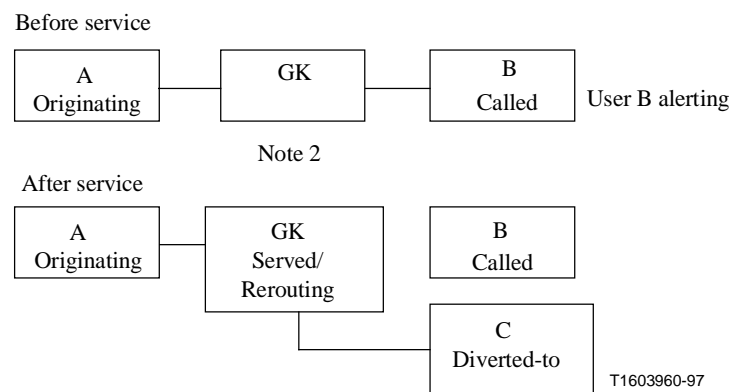 Before service
A
Originating
GK
B
Called
User B alerting
Note 2
After service
A
Originating
GK
Served/
Rerouting
B
Called
C
Diverted-to
T1603960-97